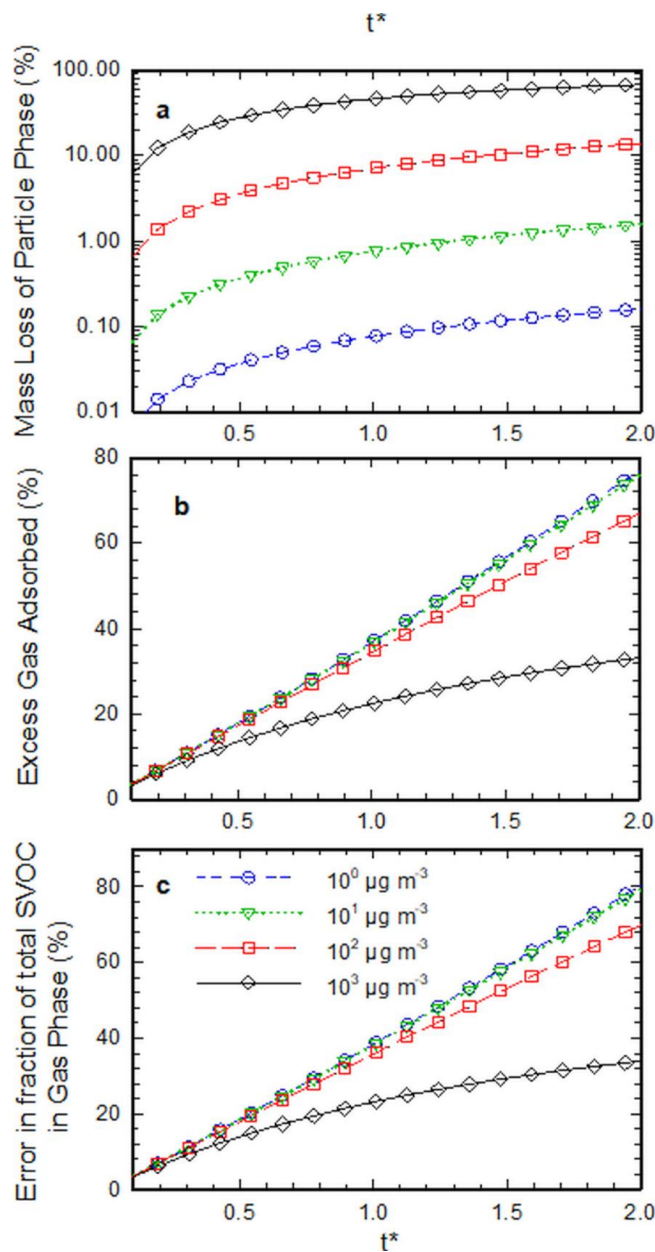 t*
Mass Loss of Particle Phase (%)
100.00
10.00
1.00
0.10
0.01
a
0.5
1.0
1.5
2.0
Excess Gas Adsorbed (%)
80
60
40
20
0
b
0.5
1.0
1.5
2.0
Error in fraction of total SVOC
in Gas Phase (%)
80
60
40
20
0
c
10⁰ µg m⁻³
10¹ µg m⁻³
10² µg m⁻³
10³ µg m⁻³
0.5
1.0
1.5
2.0
t*